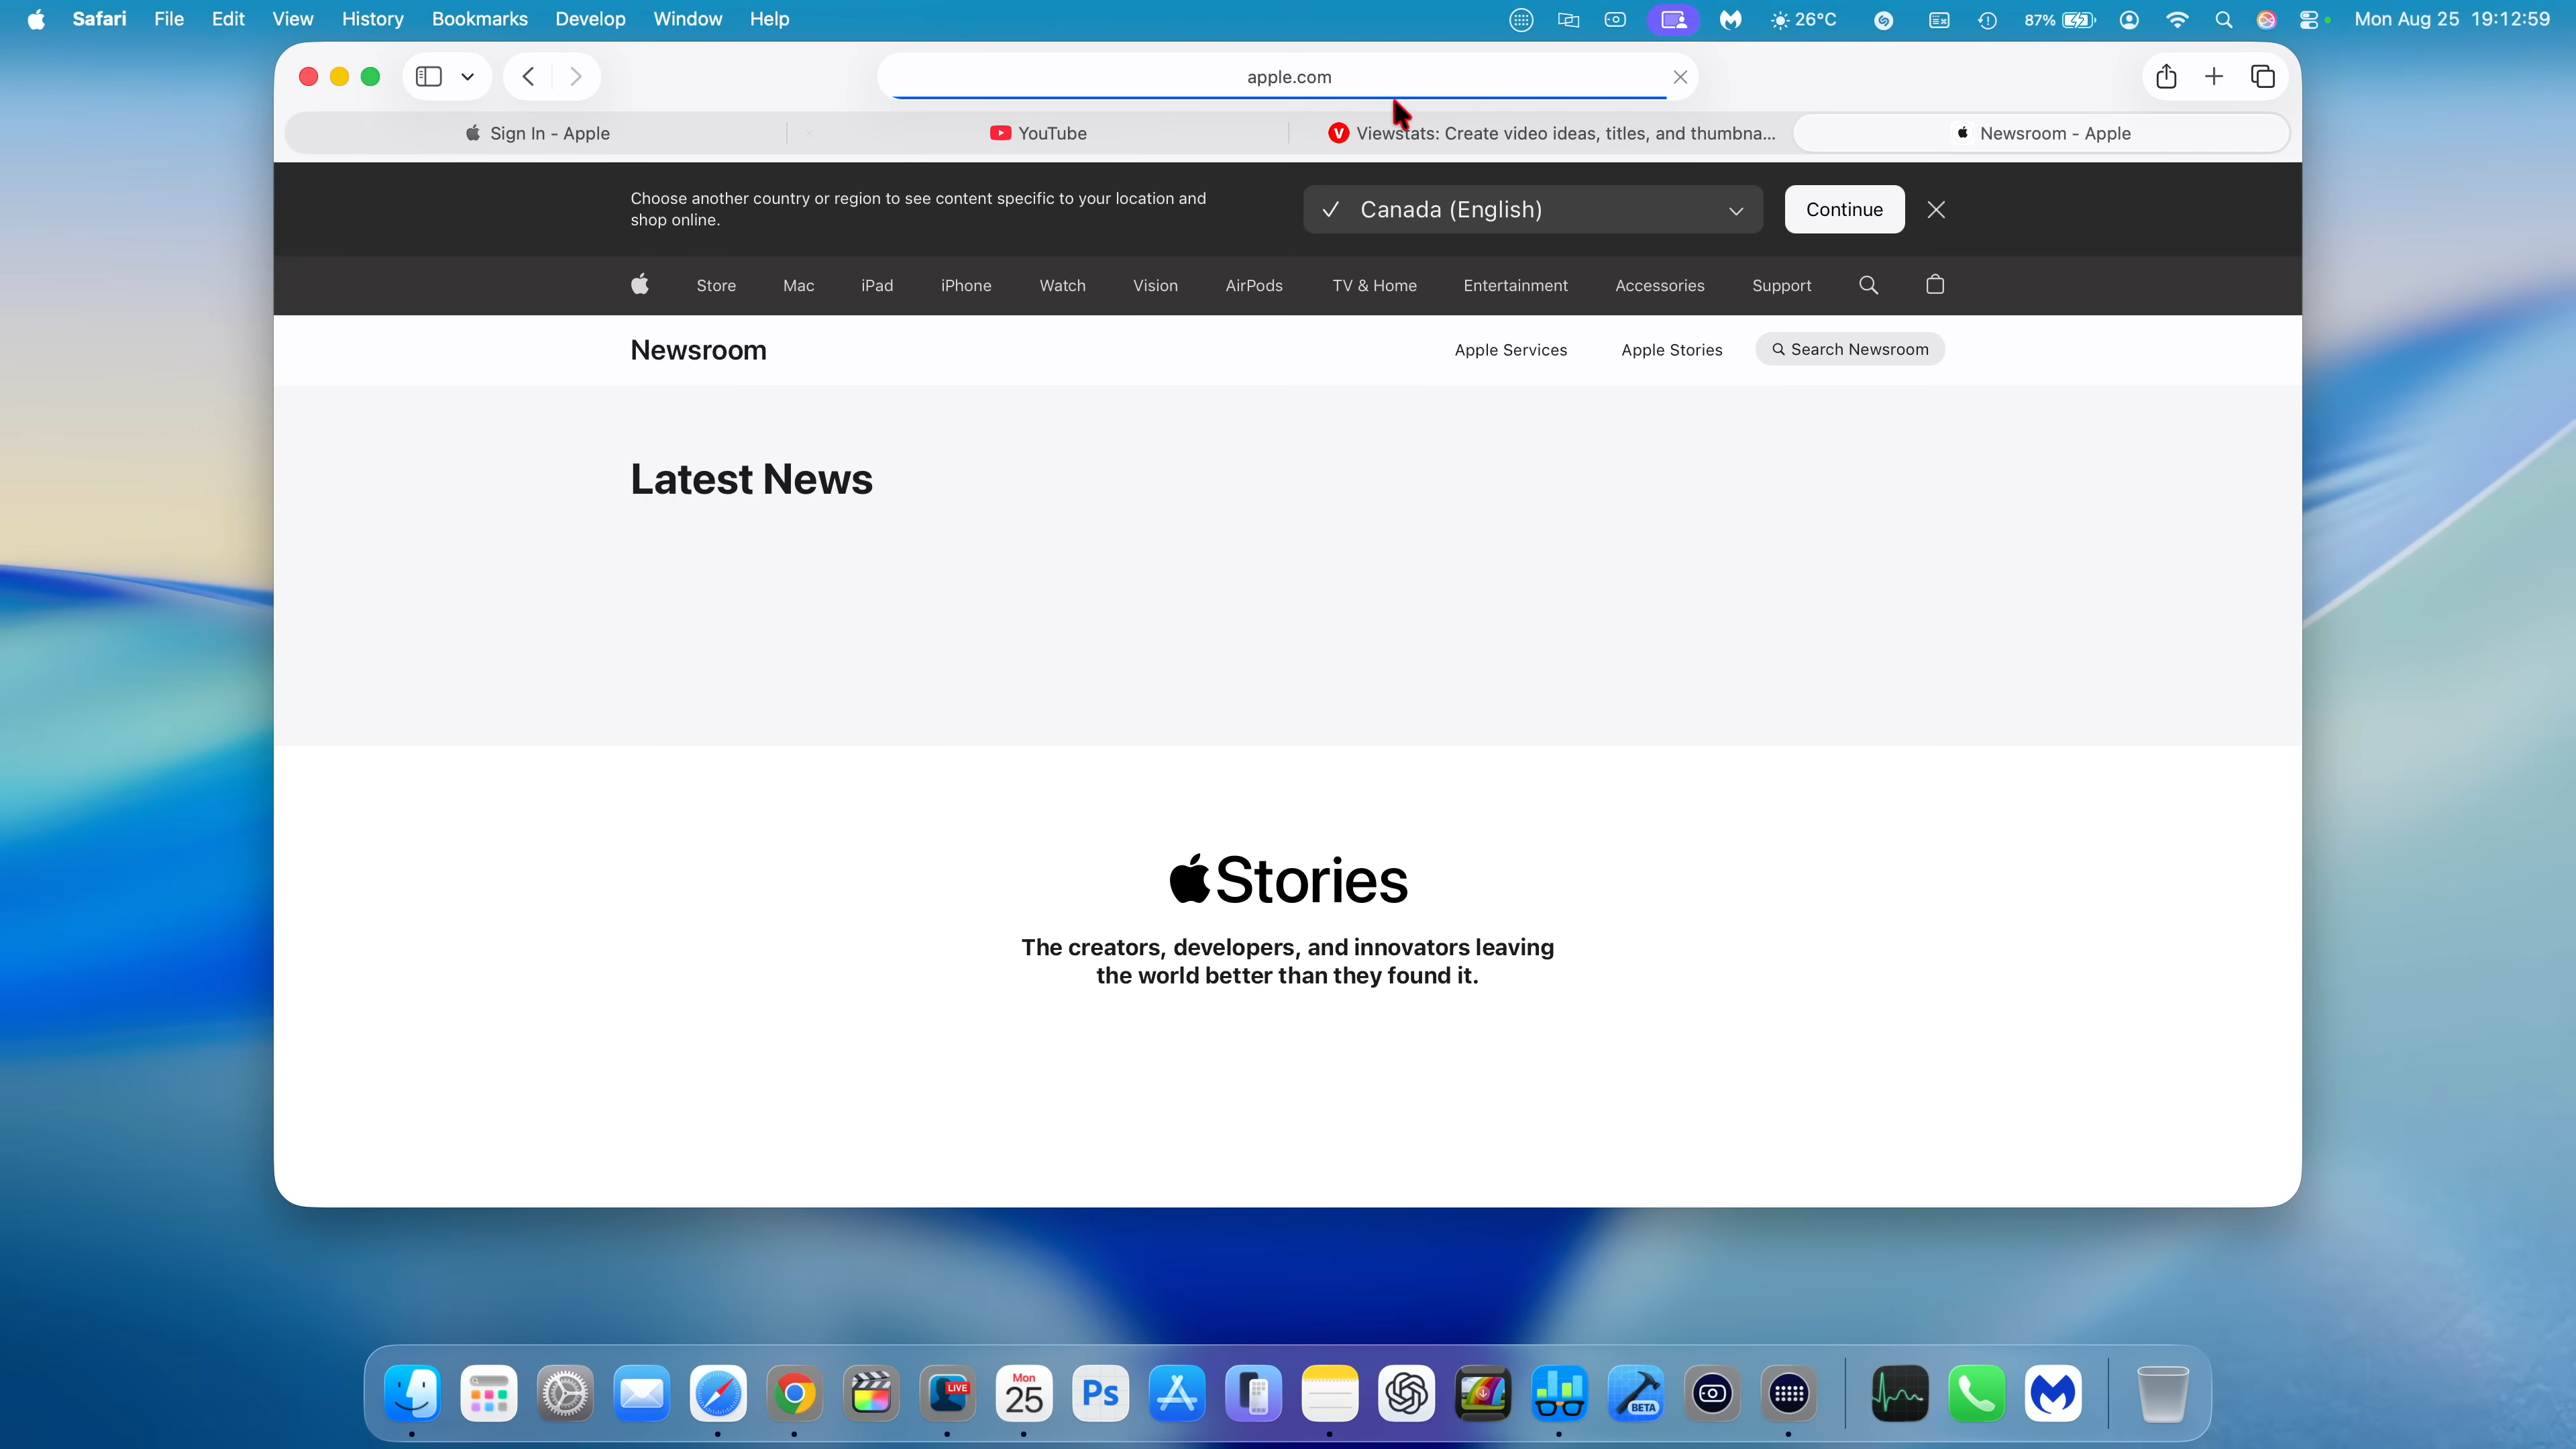 Safari File Edit View History Bookmarks Develop Window Help 26°C 87% Mon Aug 25 19:12:59
apple.com
Sign In - Apple YouTube Viewstats: Create video ideas, titles, and thumbna... Newsroom - Apple
Choose another country or region to see content specific to your location and
shop online.
Canada (English) Continue
Store Mac iPad iPhone Watch Vision AirPods TV & Home Entertainment Accessories Support
Newsroom Apple Services Apple Stories Search Newsroom
Latest News
Stories
The creators, developers, and innovators leaving
the world better than they found it.
LIVE Mon
25 Ps BETA